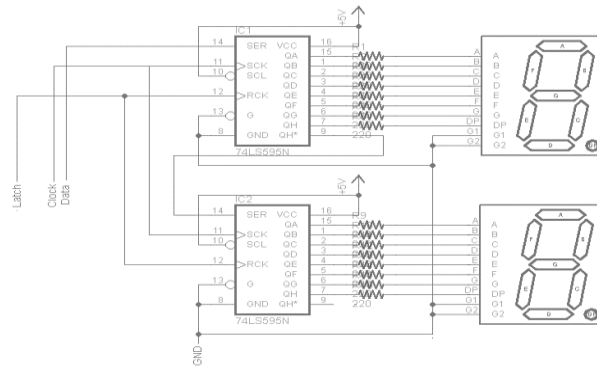 IC1
+5V
14 SER VCC 16
QA 15
11 SCK QB 1
10 SCL QC 2
QD 3
12 RCK QE 4
QF 5
13 G QG 6
QH 7
8 GND QH* 9
74LS595N
220
A A
B B
C C
D D
E E
F F
G G
DP DP
G1 G1
G2 G2
A
F B
G
E C
D
Latch
Clock
Data
IC2
+5V
14 SER VCC 16
QA 15
11 SCK QB 1
10 SCL QC 2
QD 3
12 RCK QE 4
QF 5
13 G QG 6
QH 7
8 GND QH* 9
74LS595N
R9
220
A A
B B
C C
D D
E E
F F
G G
DP DP
G1 G1
G2 G2
A
F B
G
E C
D
GND